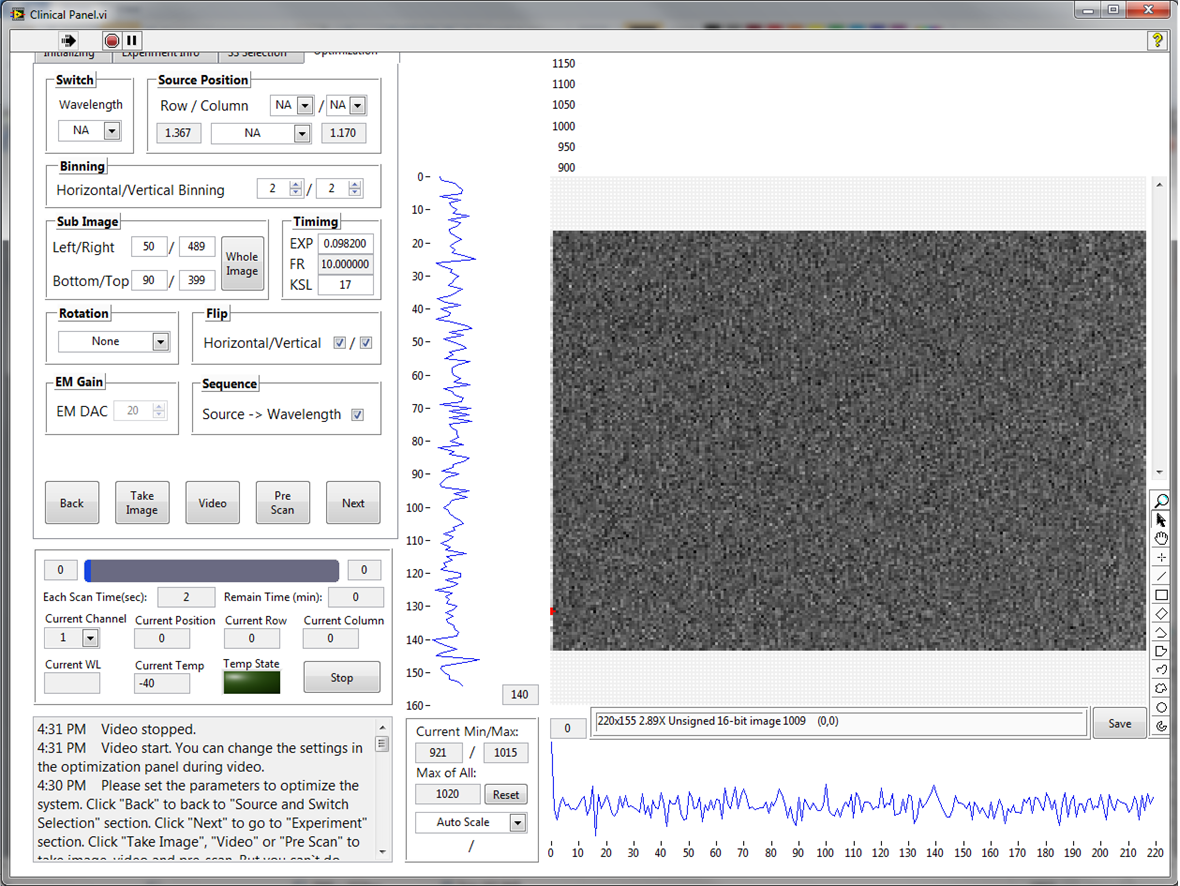 Clinical Panel.vi
Initializing Experiment Info SS Selection Optimization
Switch
Wavelength
NA
Source Position
Row / Column NA / NA
1.367 NA 1.170
Binning
Horizontal/Vertical Binning 2 / 2
Sub Image
Left/Right 50 / 489
Bottom/Top 90 / 399
Whole
Image
Timimg
EXP 0.098200
FR 10.000000
KSL 17
Rotation
None
Flip
Horizontal/Vertical /
EM Gain
EM DAC 20
Sequence
Source -> Wavelength
Back
Take
Image
Video
Pre
Scan
Next
0 0
Each Scan Time(sec): 2 Remain Time (min): 0
Current Channel Current Position Current Row Current Column
1 0 0 0
Current WL Current Temp Temp State
-40
Stop
4:31 PM Video stopped.
4:31 PM Video start. You can change the settings in
the optimization panel during video.
4:30 PM Please set the parameters to optimize the
system. Click "Back" to back to "Source and Switch
Selection" section. Click "Next" to go to "Experiment"
section. Click "Take Image", "Video" or "Pre Scan" to
take image, video and pre-scan. But you can`t do
0
10
20
30
40
50
60
70
80
90
100
110
120
130
140
150
160
140
Current Min/Max:
921 / 1015
Max of All:
1020 Reset
Auto Scale
/
1150
1100
1050
1000
950
900
0
220x155 2.89X Unsigned 16-bit image 1009 (0,0)
Save
0 10 20 30 40 50 60 70 80 90 100 110 120 130 140 150 160 170 180 190 200 210 220
?